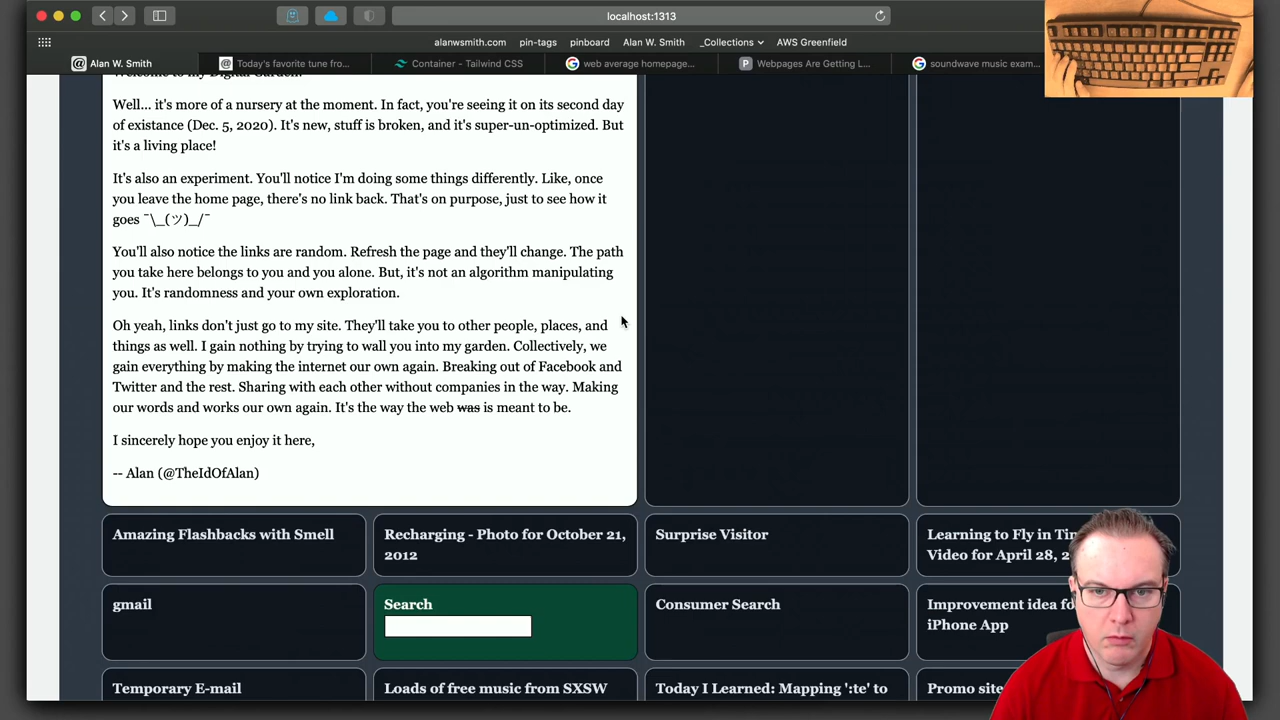 localhost:1313
alanwsmith.com pin-tags pinboard Alan W. Smith _Collections AWS Greenfield
Alan W. Smith
Today's favorite tune fro...
Container - Tailwind CSS
web average homepage...
Webpages Are Getting L...
soundwave music exam...
Welcome to my Digital Garden.
Well... it's more of a nursery at the moment. In fact, you're seeing it on its second day
of existance (Dec. 5, 2020). It's new, stuff is broken, and it's super-un-optimized. But
it's a living place!
It's also an experiment. You'll notice I'm doing some things differently. Like, once
you leave the home page, there's no link back. That's on purpose, just to see how it
goes ¯\_(ツ)_/¯
You'll also notice the links are random. Refresh the page and they'll change. The path
you take here belongs to you and you alone. But, it's not an algorithm manipulating
you. It's randomness and your own exploration.
Oh yeah, links don't just go to my site. They'll take you to other people, places, and
things as well. I gain nothing by trying to wall you into my garden. Collectively, we
gain everything by making the internet our own again. Breaking out of Facebook and
Twitter and the rest. Sharing with each other without companies in the way. Making
our words and works our own again. It's the way the web was is meant to be.
I sincerely hope you enjoy it here,
-- Alan (@TheIdOfAlan)
Amazing Flashbacks with Smell
Recharging - Photo for October 21,
2012
Surprise Visitor
Learning to Fly in
Video for April 28,
gmail
Search
Consumer Search
Improvement idea
iPhone App
Temporary E-mail
Loads of free music from SXSW
Today I Learned: Mapping ':te' to
Promo site